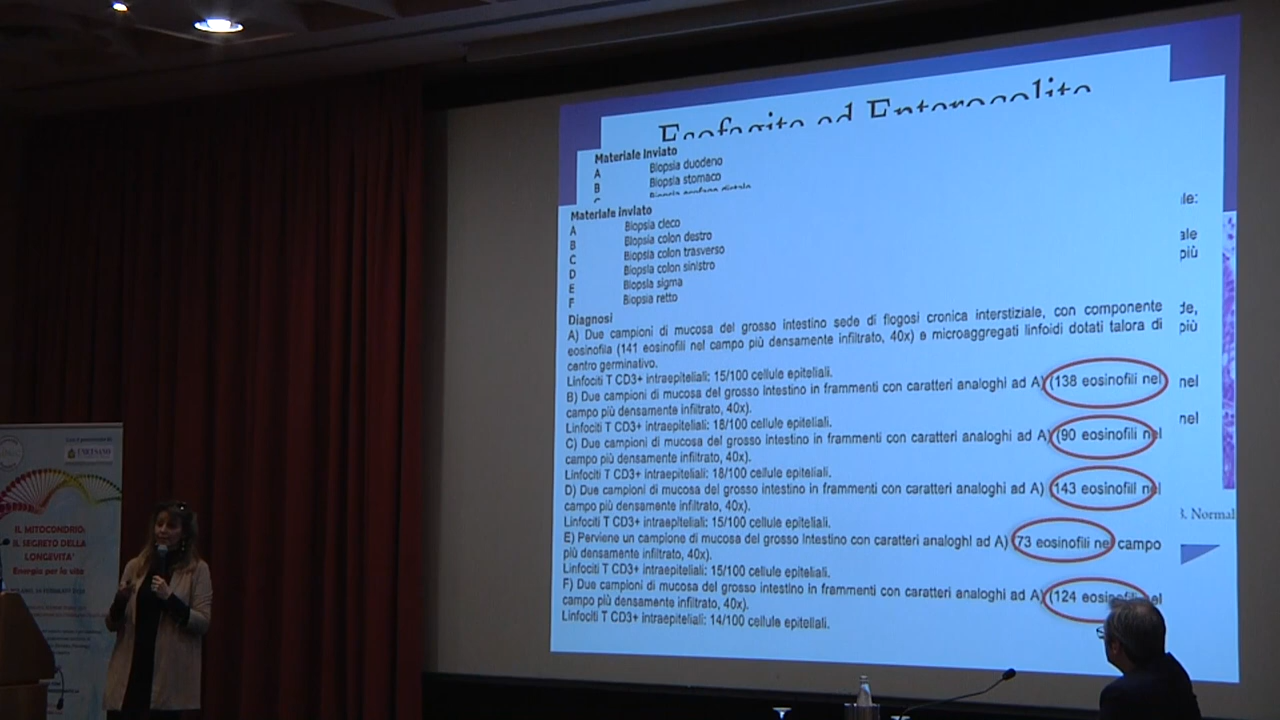 Esofagite ed Enterocolite
Materiale Inviato
A Biopsia duodeno
B Biopsia stomaco
Materiale inviato
A Biopsia cieco
B Biopsia colon destro
C Biopsia colon trasverso
D Biopsia colon sinistro
E Biopsia sigma
F Biopsia retto
Diagnosi
A) Due campioni di mucosa del grosso intestino sede di flogosi cronica interstiziale, con componente
eosinofila (141 eosinofili nel campo più densamente infiltrato, 40x) e microaggregati linfoidi dotati talora di
centro germinativo.
Linfociti T CD3+ intraepiteliali: 15/100 cellule epiteliali.
B) Due campioni di mucosa del grosso intestino in frammenti con caratteri analoghi ad A) (138 eosinofili nel
campo più densamente infiltrato, 40x).
Linfociti T CD3+ intraepiteliali: 18/100 cellule epiteliali.
C) Due campioni di mucosa del grosso intestino in frammenti con caratteri analoghi ad A) (90 eosinofili nel
campo più densamente infiltrato, 40x).
Linfociti T CD3+ intraepiteliali: 18/100 cellule epiteliali.
D) Due campioni di mucosa del grosso intestino in frammenti con caratteri analoghi ad A) (143 eosinofili nel
campo più densamente infiltrato, 40x).
Linfociti T CD3+ intraepiteliali: 15/100 cellule epiteliali.
E) Perviene un campione di mucosa del grosso intestino con caratteri analoghi ad A) (73 eosinofili nel campo
più densamente infiltrato, 40x).
Linfociti T CD3+ intraepiteliali: 15/100 cellule epiteliali.
F) Due campioni di mucosa del grosso intestino in frammenti con caratteri analoghi ad A) (124 eosinofili nel
campo più densamente infiltrato, 40x).
Linfociti T CD3+ intraepiteliali: 14/100 cellule epiteliali.
le:
ale
più
de,
più
nel
nel
3. Normal
IL MITOCONDRIO:
IL SEGRETO DELLA
LONGEVITA'
Energia per la vita